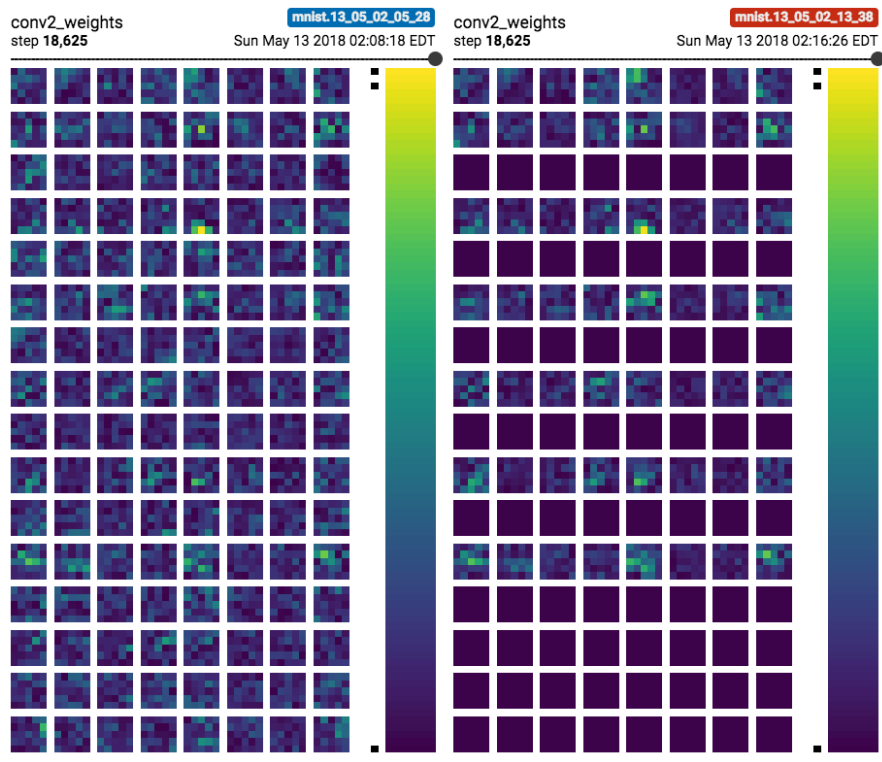 mnist.13_05_02_05_28
conv2_weights
step 18,625 Sun May 13 2018 02:08:18 EDT
mnist.13_05_02_13_38
conv2_weights
step 18,625 Sun May 13 2018 02:16:26 EDT